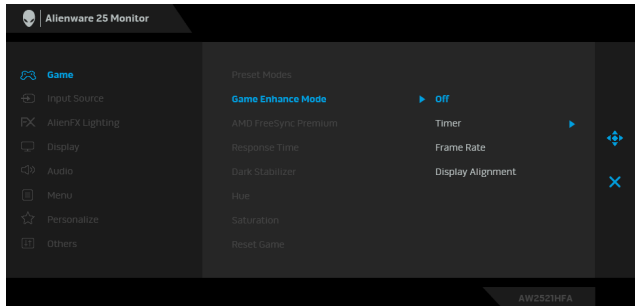 Alienware 25 Monitor
Game
Preset Modes
Input Source
Game Enhance Mode
Off
FX
AlienFX Lighting
AMD FreeSync Premium
Timer
Display
Response Time
Frame Rate
Audio
Dark Stabilizer
Display Alignment
Menu
Hue
Personalize
Saturation
Others
Reset Game
AW2521HFA